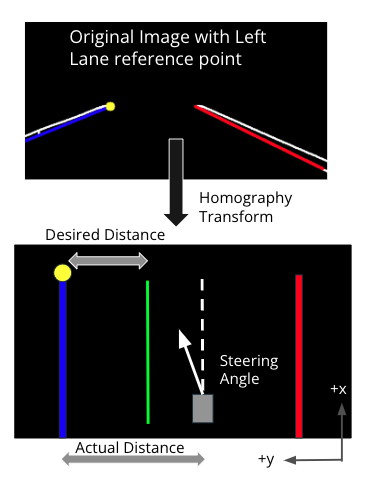 Original Image with Left
Lane reference point
Homography
Transform
Desired Distance
Steering
Angle
+x
Actual Distance
+y